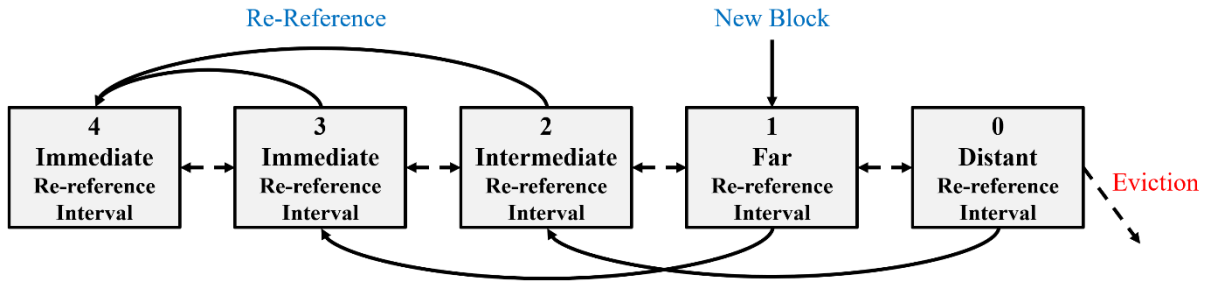 Re-Reference
New Block
4
Immediate
Re-reference
Interval
3
Immediate
Re-reference
Interval
2
Intermediate
Re-reference
Interval
1
Far
Re-reference
Interval
0
Distant
Re-reference
Interval
Eviction